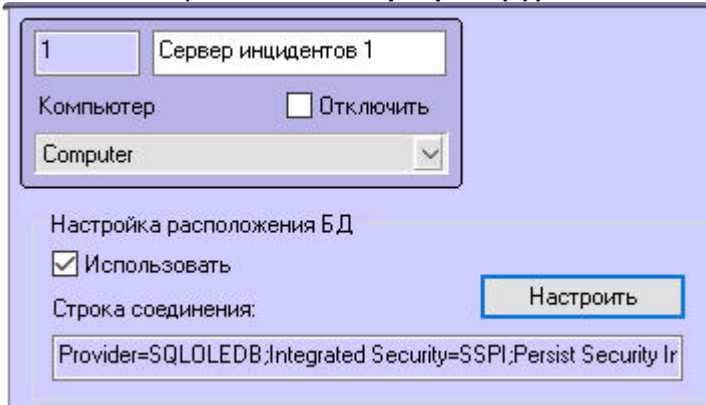 1 Сервер инцидентов 1
Компьютер Отключить
Computer
Настройка расположения БД
Использовать
Настроить
Строка соединения:
Provider=SQLOLEDB;Integrated Security=SSPI;Persist Security